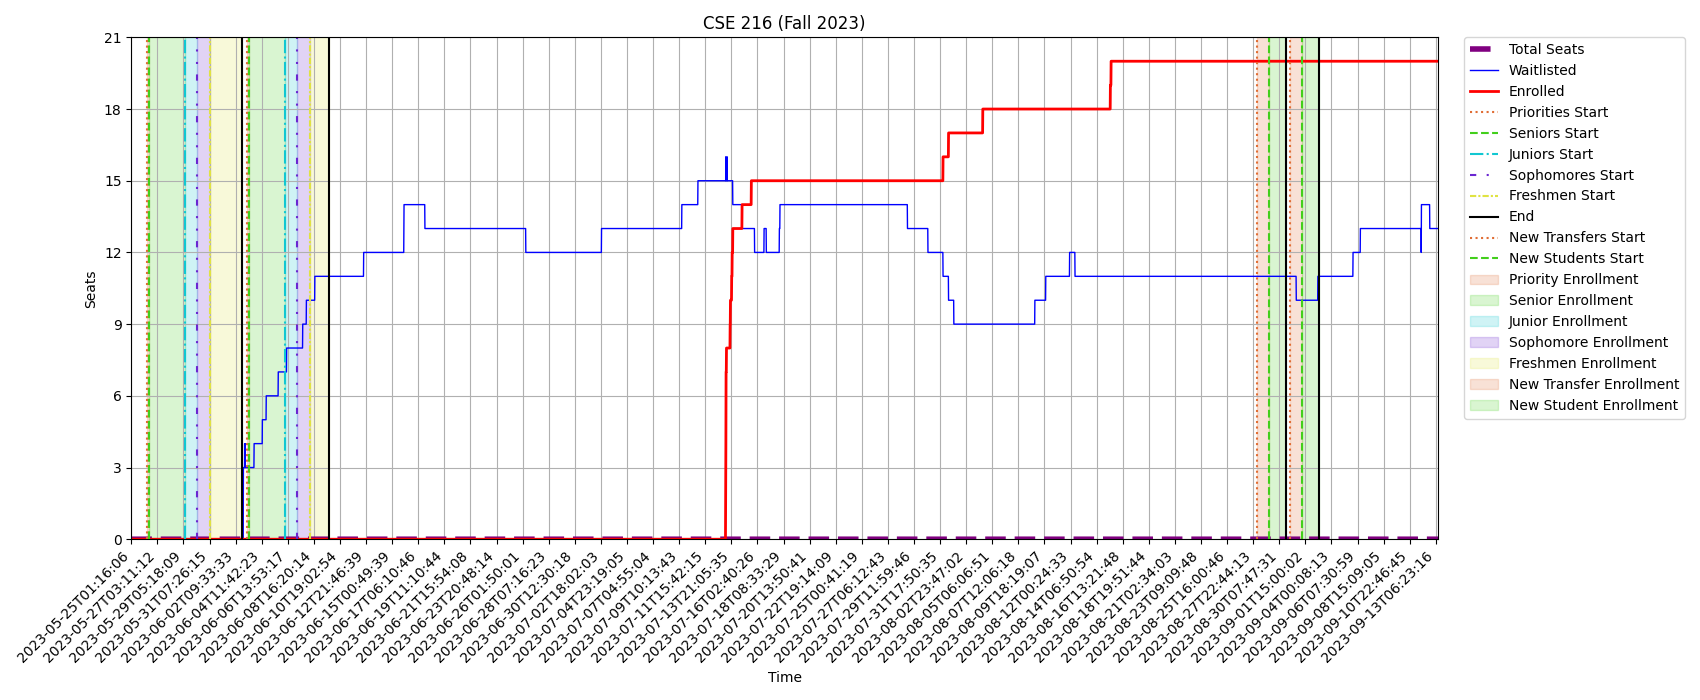 CSE 216 (Fall 2023)
Seats
21
18
15
12
9
6
3
0
2023-05-25T01:16:06
2023-05-27T03:11:12
2023-05-29T05:18:09
2023-05-31T07:26:15
2023-06-02T09:33:33
2023-06-04T11:42:23
2023-06-06T13:53:17
2023-06-08T16:20:14
2023-06-10T19:02:54
2023-06-12T21:46:39
2023-06-15T00:49:39
2023-06-17T06:10:46
2023-06-19T11:10:44
2023-06-21T15:54:08
2023-06-23T20:48:14
2023-06-26T01:50:01
2023-06-28T07:16:23
2023-06-30T12:30:18
2023-07-02T18:02:03
2023-07-04T23:19:05
2023-07-07T04:55:04
2023-07-09T10:13:43
2023-07-11T15:42:15
2023-07-13T21:05:35
2023-07-16T02:40:26
2023-07-18T08:33:29
2023-07-20T13:50:41
2023-07-22T19:14:09
2023-07-25T00:41:19
2023-07-27T06:12:43
2023-07-29T11:59:46
2023-07-31T17:50:35
2023-08-02T23:47:02
2023-08-05T06:06:51
2023-08-07T12:06:18
2023-08-09T18:19:07
2023-08-12T00:24:33
2023-08-14T06:50:54
2023-08-16T13:21:48
2023-08-18T19:51:44
2023-08-21T02:34:03
2023-08-23T09:09:48
2023-08-25T16:00:46
2023-08-27T22:44:13
2023-08-30T07:47:31
2023-09-01T15:00:02
2023-09-04T00:08:13
2023-09-06T07:30:59
2023-09-08T15:09:05
2023-09-10T22:46:45
2023-09-13T06:23:16
Time
Total Seats
Waitlisted
Enrolled
Priorities Start
Seniors Start
Juniors Start
Sophomores Start
Freshmen Start
End
New Transfers Start
New Students Start
Priority Enrollment
Senior Enrollment
Junior Enrollment
Sophomore Enrollment
Freshmen Enrollment
New Transfer Enrollment
New Student Enrollment